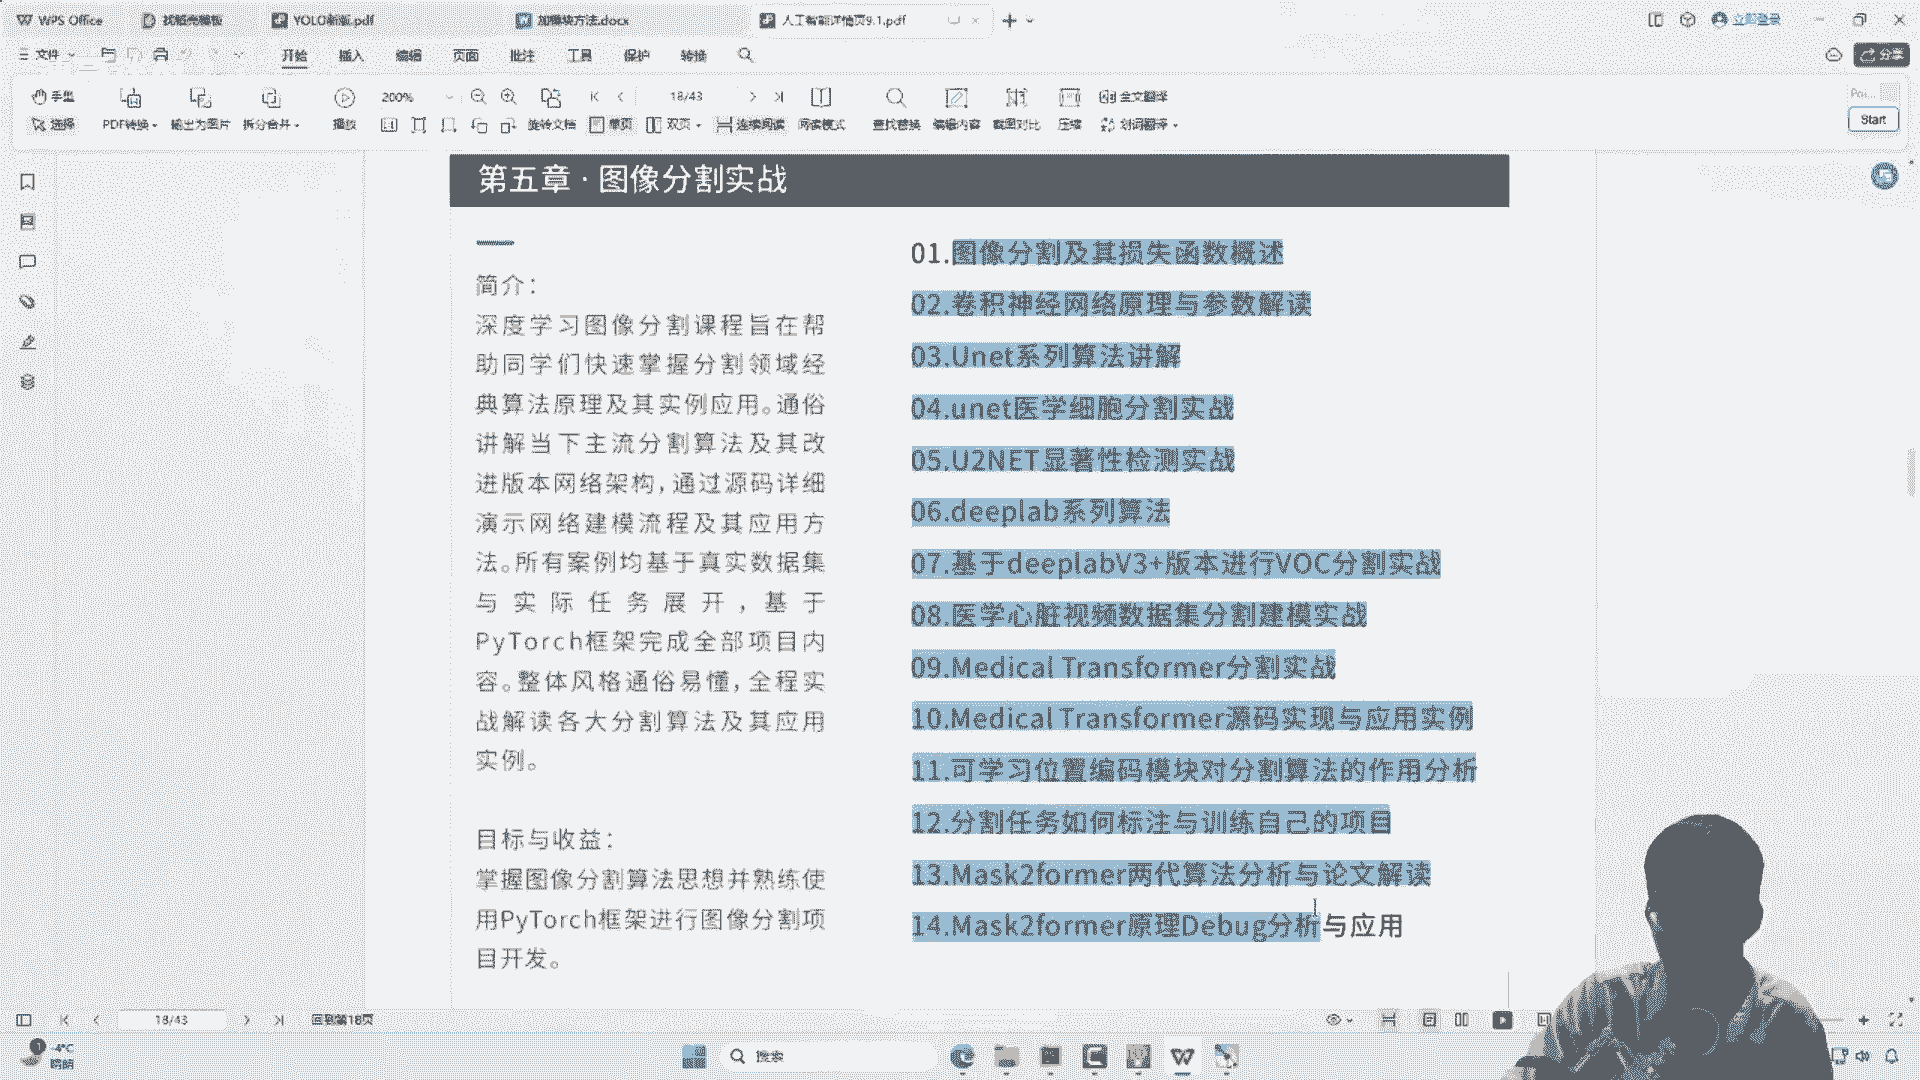 WPS Office
找稻壳模板
YOLO新版.pdf
加模块方法.docx
人工智能详情页9.1.pdf
立即登录
文件
开始
插入
编辑
页面
批注
工具
保护
转换
分享
手型
200%
18/43
全文翻译
选择
PDF转换
输出为图片
拆分合并
播放
旋转文档
单页
双页
连续阅读
阅读模式
查找替换
编辑内容
截图对比
压缩
划词翻译
Start
第五章 · 图像分割实战
简介：
深度学习图像分割课程旨在帮
助同学们快速掌握分割领域经
典算法原理及其实例应用。通俗
讲解当下主流分割算法及其改
进版本网络架构，通过源码详细
演示网络建模流程及其应用方
法。所有案例均基于真实数据集
与实际任务展开，基于
PyTorch框架完成全部项目内
容。整体风格通俗易懂，全程实
战解读各大分割算法及其应用
实例。
目标与收益：
掌握图像分割算法思想并熟练使
用PyTorch框架进行图像分割项
目开发。
01.图像分割及其损失函数概述
02.卷积神经网络原理与参数解读
03.Unet系列算法讲解
04.unet医学细胞分割实战
05.U2NET显著性检测实战
06.deeplab系列算法
07.基于deeplabV3+版本进行VOC分割实战
08.医学心脏视频数据集分割建模实战
09.Medical Transformer分割实战
10.Medical Transformer源码实现与应用实例
11.可学习位置编码模块对分割算法的作用分析
12.分割任务如何标注与训练自己的项目
13.Mask2former两代算法分析与论文解读
14.Mask2former原理Debug分析与应用
18/43
回到第18页
-4°C
搜索